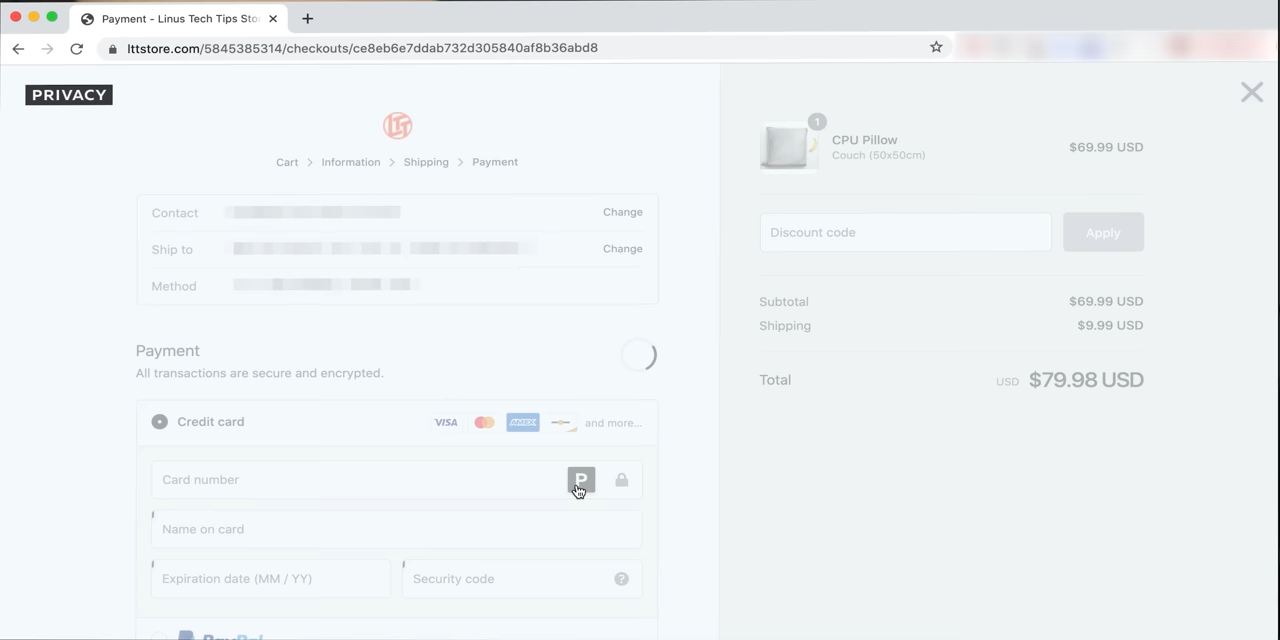 Payment - Linus Tech Tips Sto
lttstore.com/5845385314/checkouts/ce8eb6e7ddab732d305840af8b36abd8
PRIVACY
LTT
Cart > Information > Shipping > Payment
Contact Change
Ship to Change
Method
Payment
All transactions are secure and encrypted.
Credit card VISA AMEX and more...
Card number P
Name on card
Expiration date (MM / YY) Security code ?
PayPal
1
CPU Pillow $69.99 USD
Couch (50x50cm)
Discount code Apply
Subtotal $69.99 USD
Shipping $9.99 USD
Total USD $79.98 USD